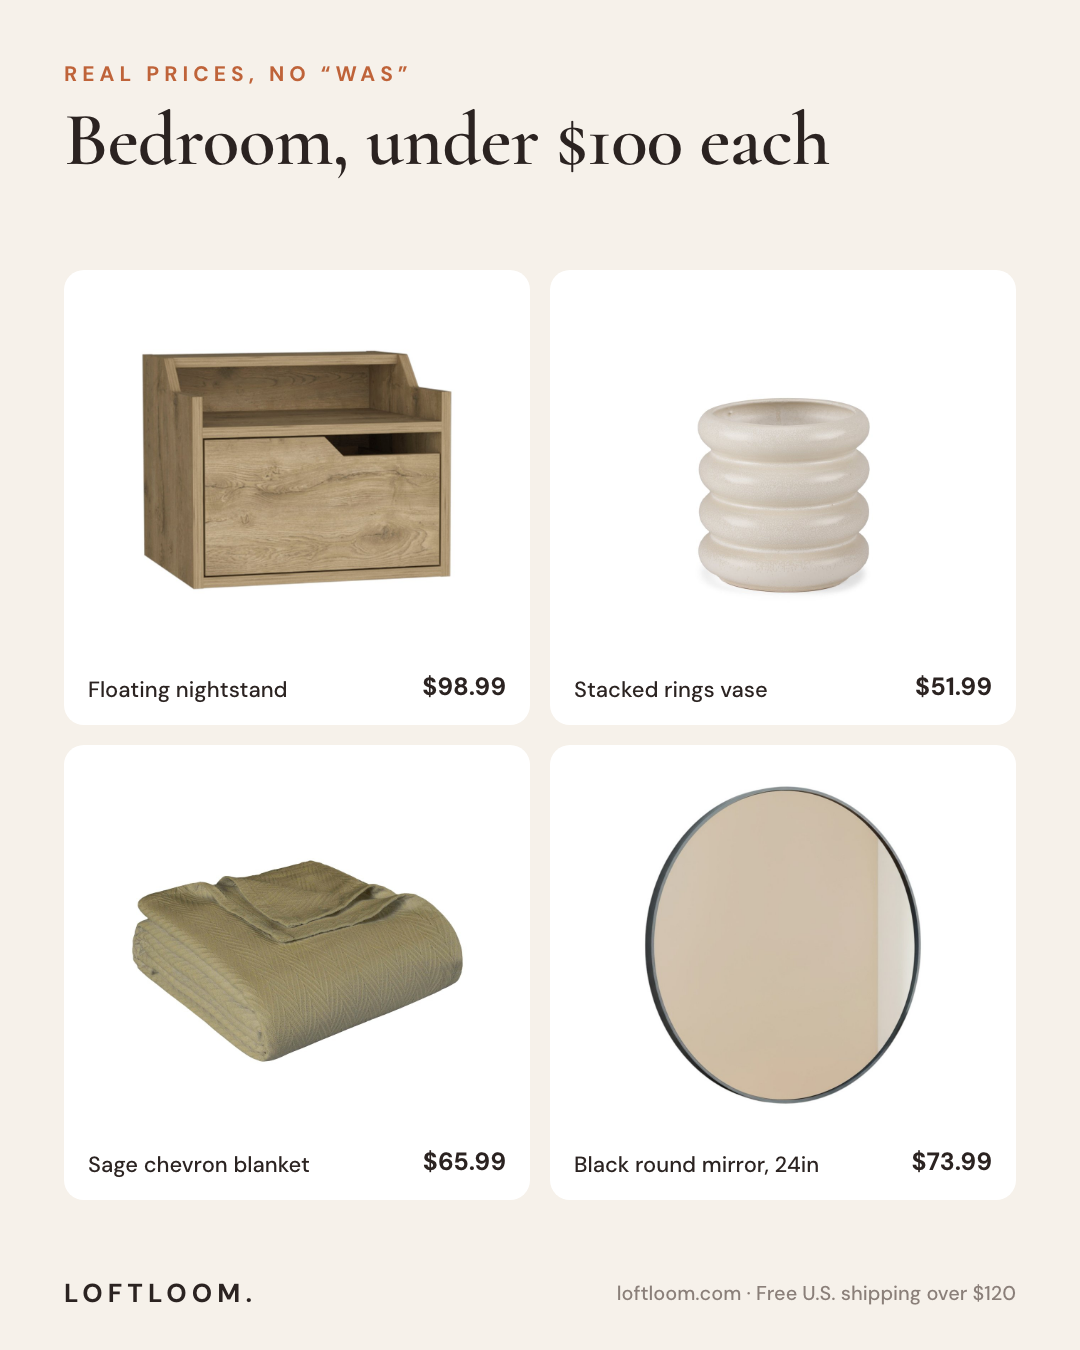 REAL PRICES, NO “WAS”
Bedroom, under $100 each
Floating nightstand $98.99
Stacked rings vase $51.99
Sage chevron blanket $65.99
Black round mirror, 24in $73.99
LOFTLOOM.
loftloom.com · Free U.S. shipping over $120